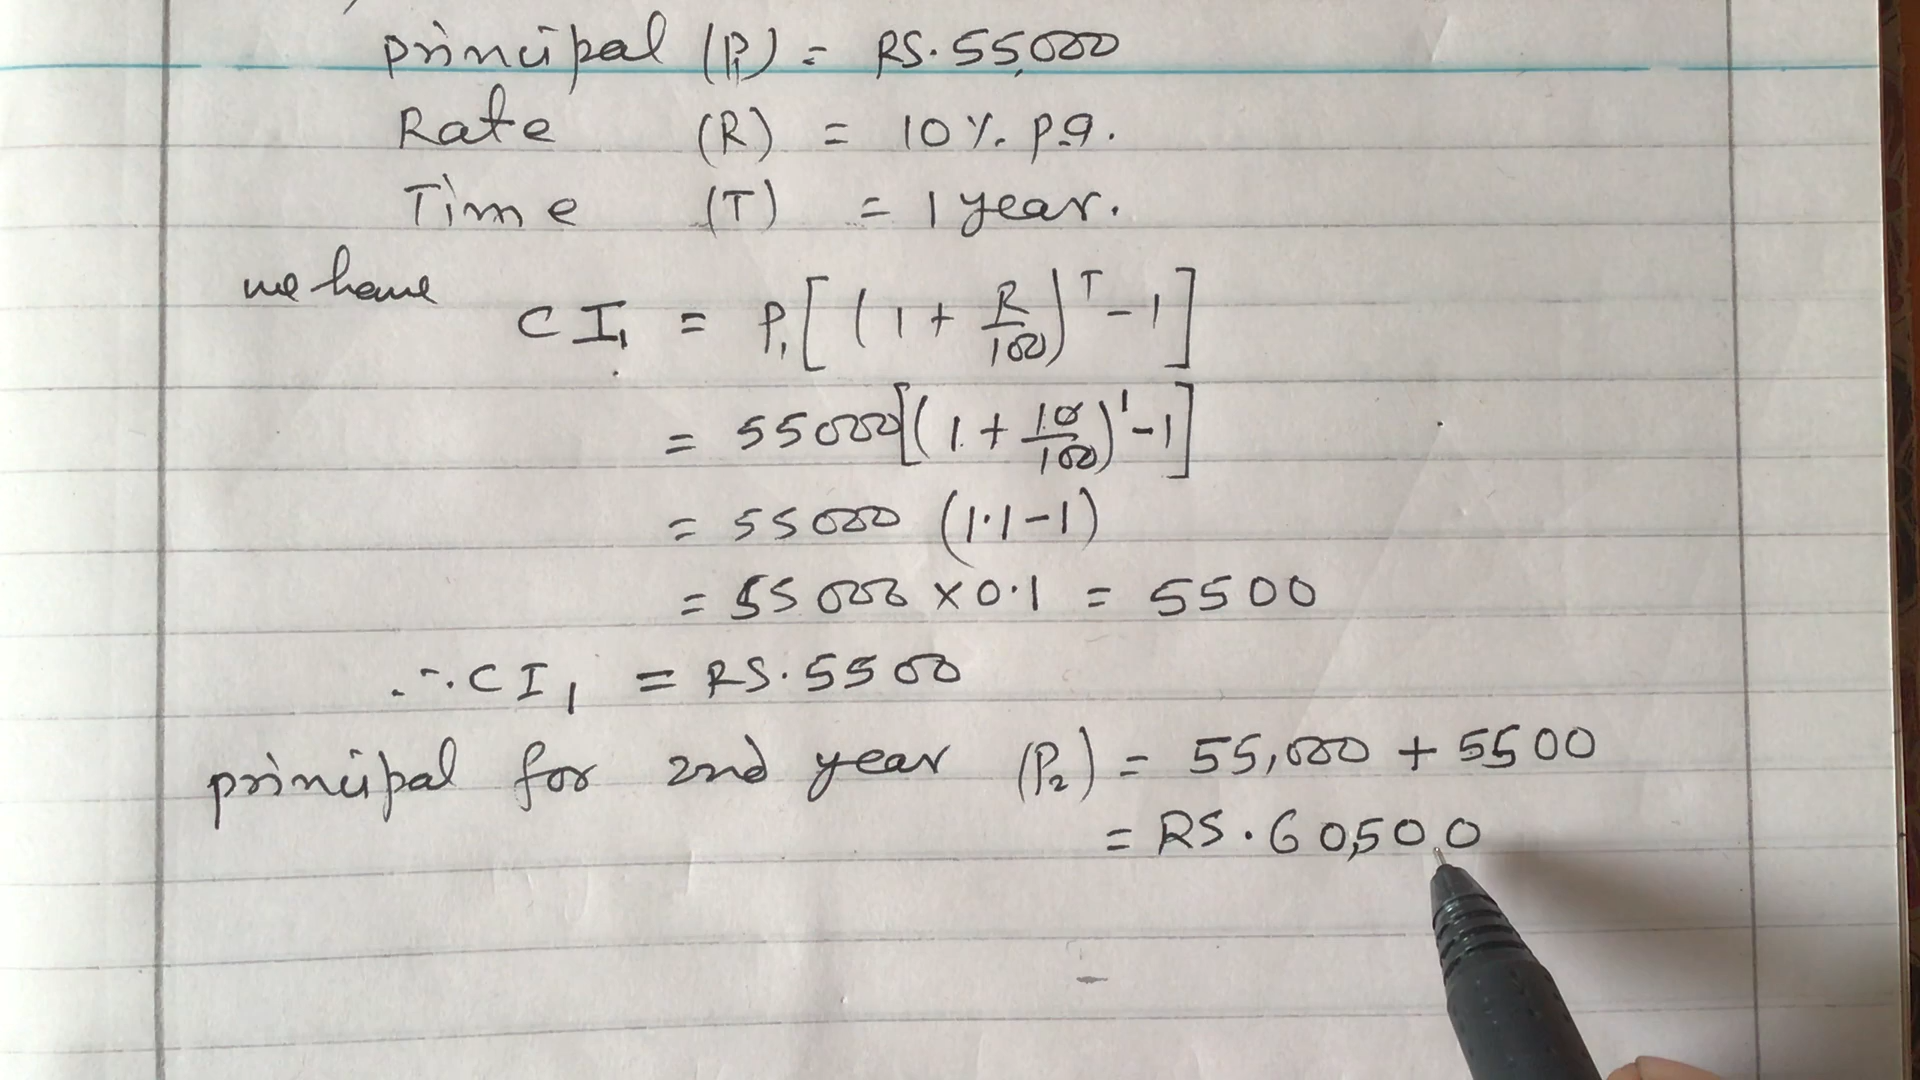 principal (P₁) = RS. 55,000
Rate (R) = 10 %. p.a.
Time (T) = 1 year.
we have CI₁ = P₁[(1 + R/100)ᵀ - 1]
= 55000[(1 + 10/100)¹ - 1]
= 55000 (1.1 - 1)
= 55000 × 0.1 = 5500
∴ CI₁ = RS. 5500
principal for 2nd year (P₂) = 55,000 + 5500
= RS. 60,500